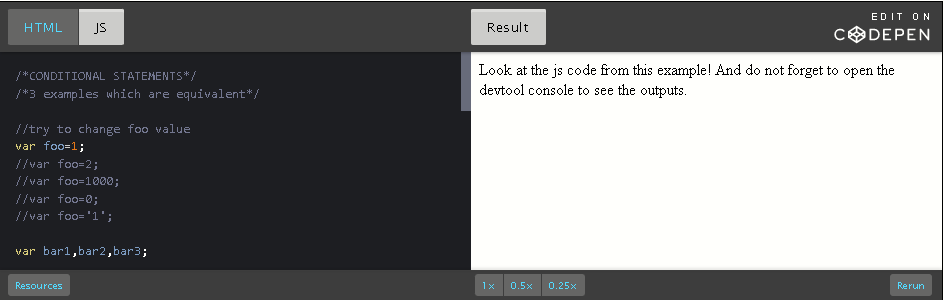 HTML JS Result EDIT ON
CODEPEN
/*CONDITIONAL STATEMENTS*/
/*3 examples which are equivalent*/
//try to change foo value
var foo=1;
//var foo=2;
//var foo=1000;
//var foo=0;
//var foo='1';
var bar1,bar2,bar3;
Look at the js code from this example! And do not forget to open the
devtool console to see the outputs.
Resources 1× 0.5× 0.25× Rerun